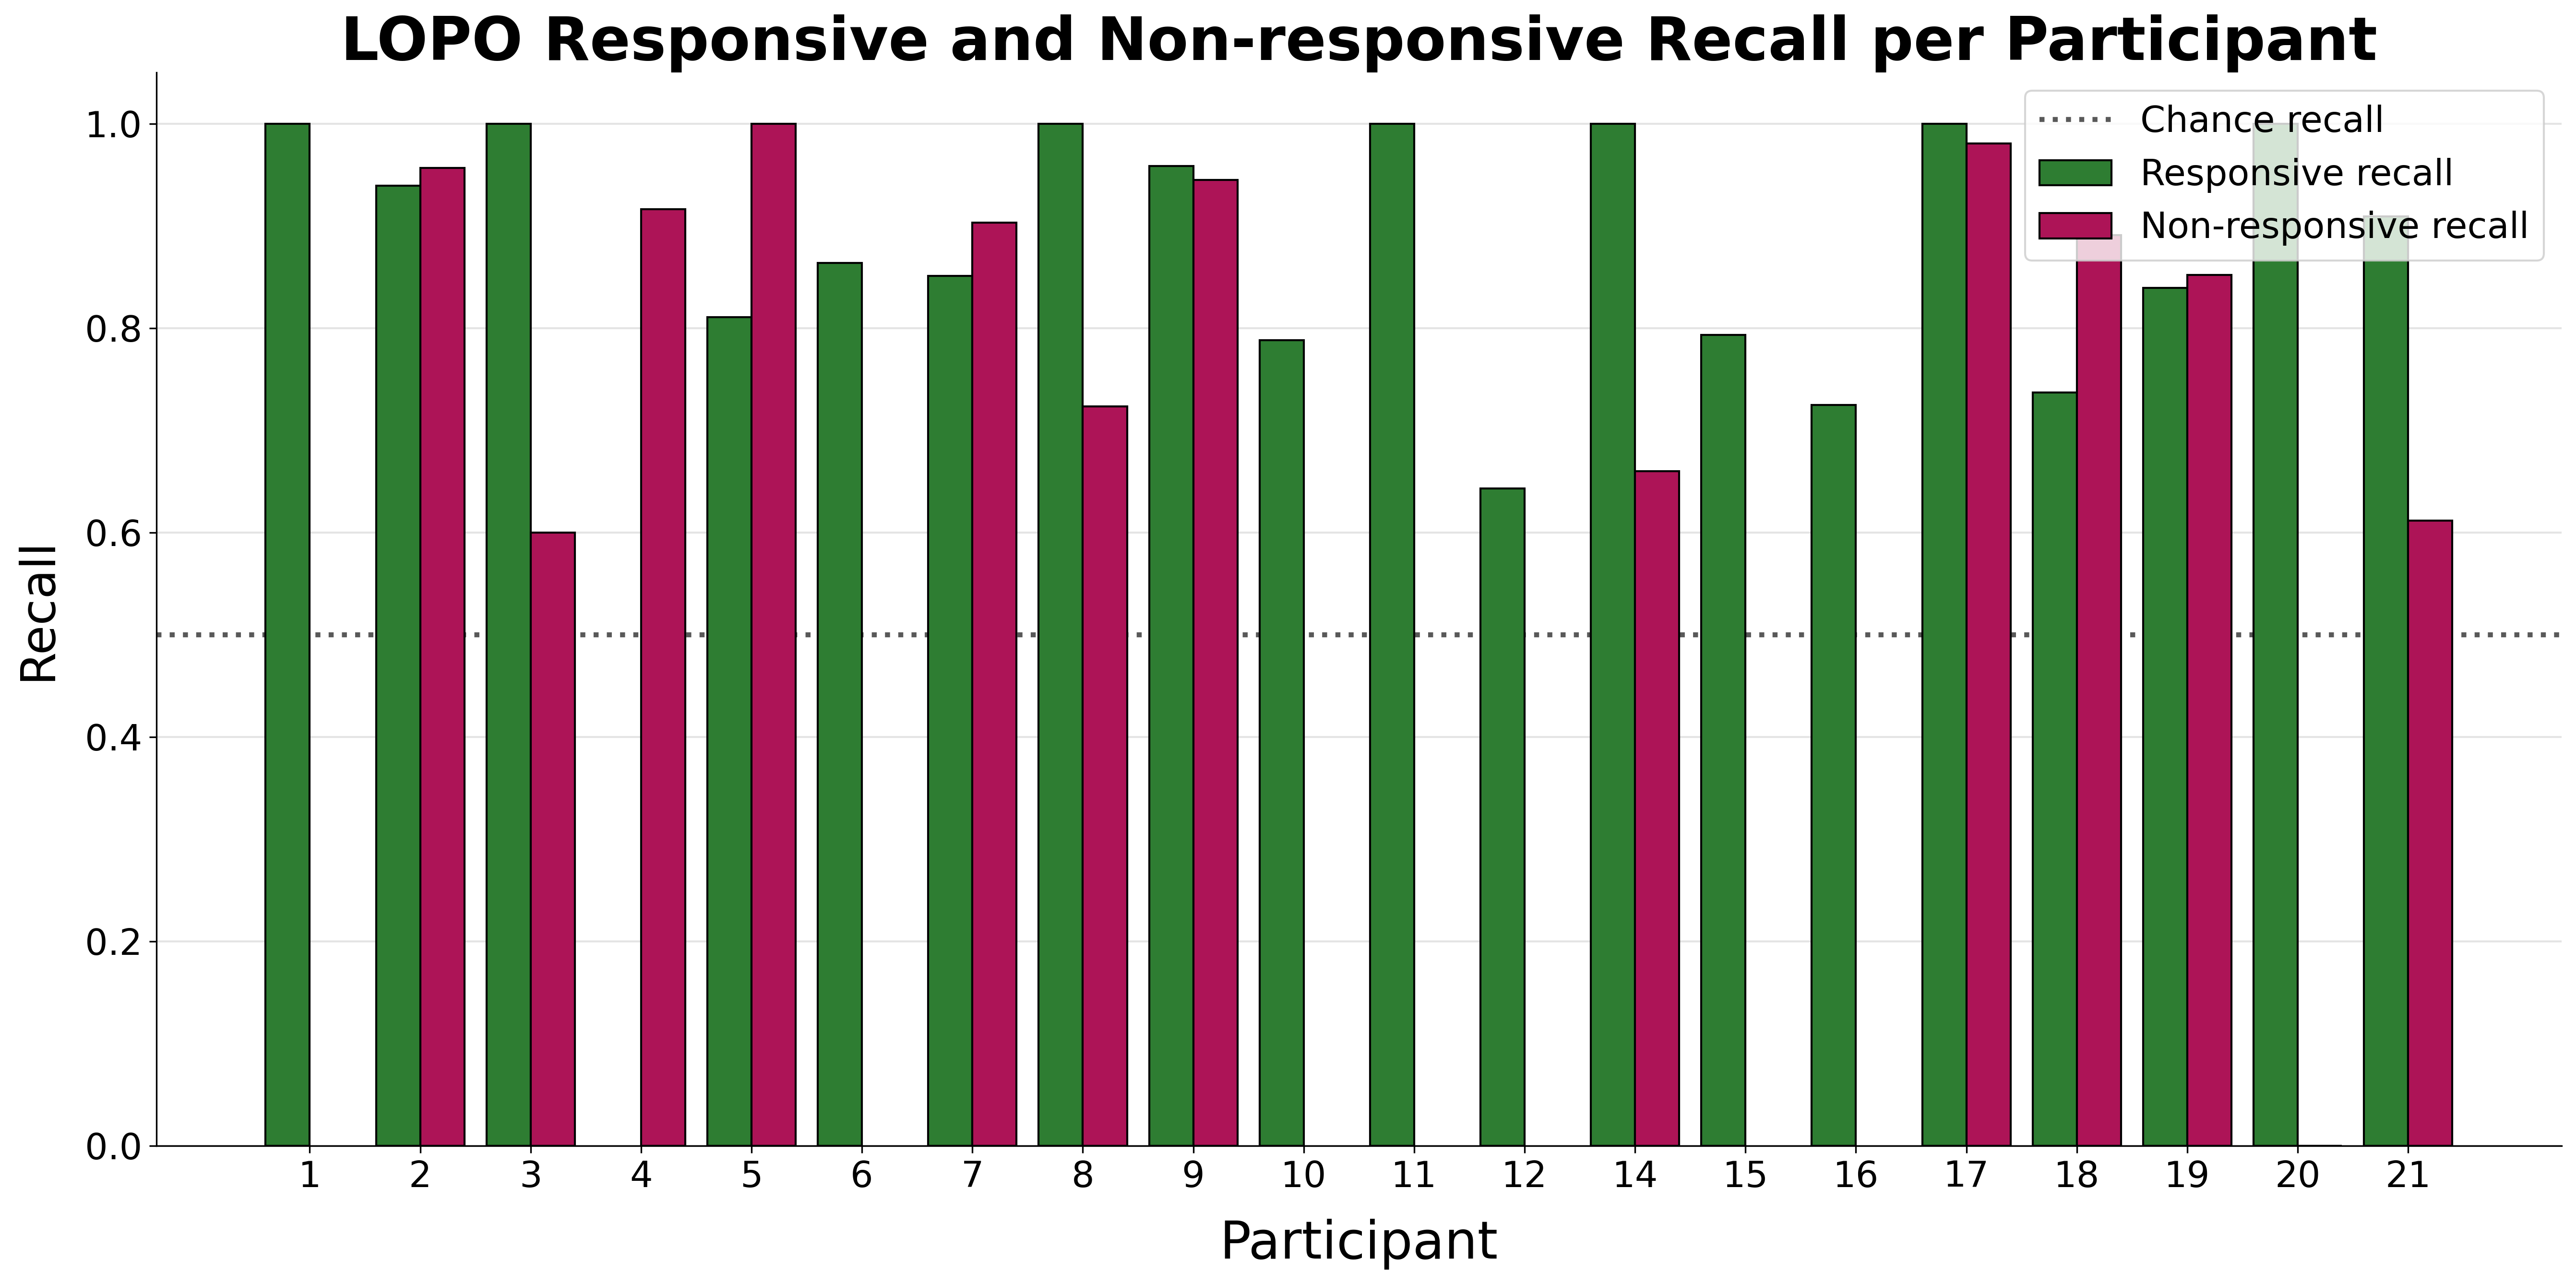 LOPO Responsive and Non-responsive Recall per Participant
Chance recall
Responsive recall
Non-responsive recall
1.0
0.8
0.6
0.4
0.2
0.0
Recall
1 2 3 4 5 6 7 8 9 10 11 12 14 15 16 17 18 19 20 21
Participant